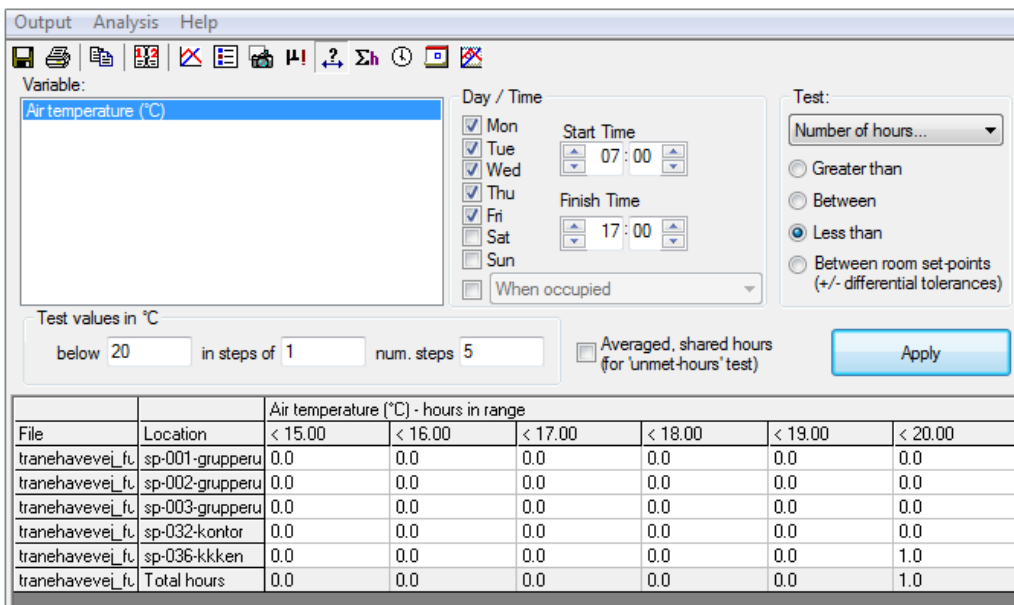 Output Analysis Help
Variable:
Air temperature (°C)
Day / Time
Mon
Tue
Wed
Thu
Fri
Sat
Sun
When occupied
Start Time
07:00
Finish Time
17:00
Test:
Number of hours...
Greater than
Between
Less than
Between room set-points
(+/- differential tolerances)
Test values in °C
below 20 in steps of 1 num. steps 5
Averaged, shared hours
(for 'unmet-hours' test)
Apply
Air temperature (°C) - hours in range
File Location < 15.00 < 16.00 < 17.00 < 18.00 < 19.00 < 20.00
tranehavevej_fu sp-001-grupperu 0.0 0.0 0.0 0.0 0.0 0.0
tranehavevej_fu sp-002-grupperu 0.0 0.0 0.0 0.0 0.0 0.0
tranehavevej_fu sp-003-grupperu 0.0 0.0 0.0 0.0 0.0 0.0
tranehavevej_fu sp-032-kontor 0.0 0.0 0.0 0.0 0.0 0.0
tranehavevej_fu sp-036-kkken 0.0 0.0 0.0 0.0 0.0 1.0
tranehavevej_fu Total hours 0.0 0.0 0.0 0.0 0.0 1.0